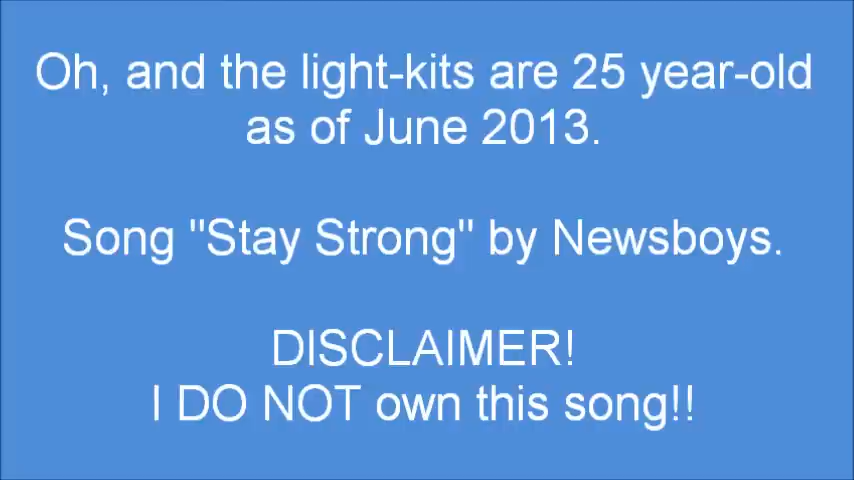 Oh, and the light-kits are 25 year-old
as of June 2013.
Song "Stay Strong" by Newsboys.
DISCLAIMER!
I DO NOT own this song!!